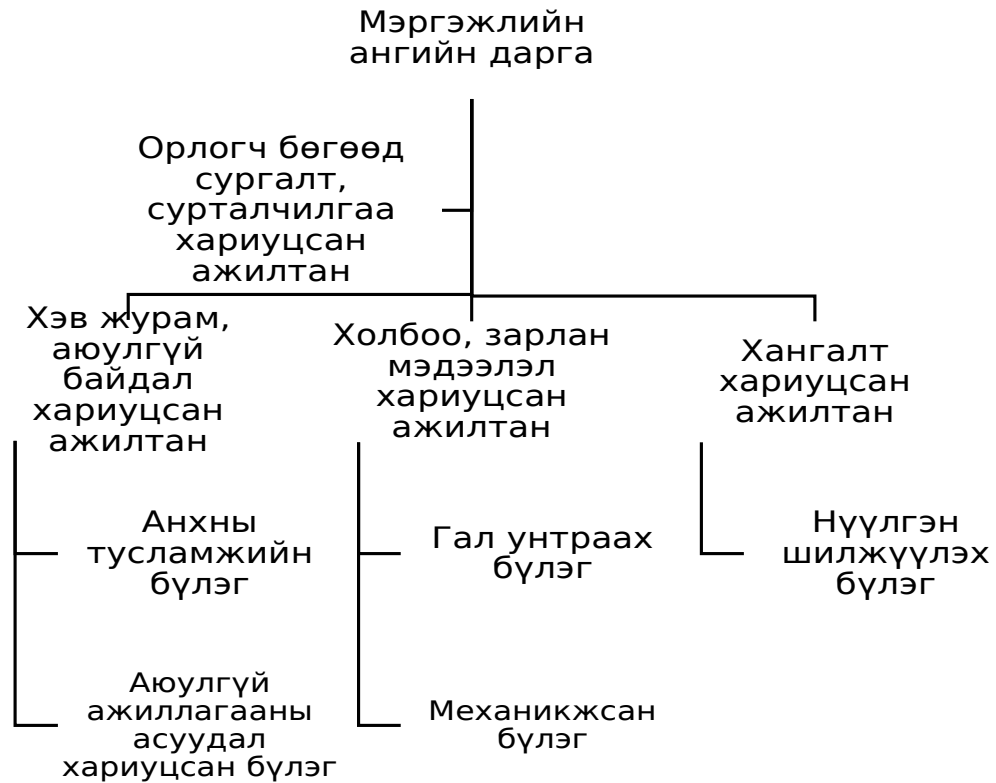 Мэргэжлийн
ангийн дарга
Орлогч бөгөөд
сургалт,
сурталчилгаа
хариуцсан
ажилтан
Хэв журам,
аюулгүй
байдал
хариуцсан
ажилтан
Холбоо, зарлан
мэдээлэл
хариуцсан
ажилтан
Хангалт
хариуцсан
ажилтан
Анхны
тусламжийн
бүлэг
Гал унтраах
бүлэг
Нүүлгэн
шилжүүлэх
бүлэг
Аюулгүй
ажиллагааны
асуудал
хариуцсан бүлэг
Механикжсан
бүлэг